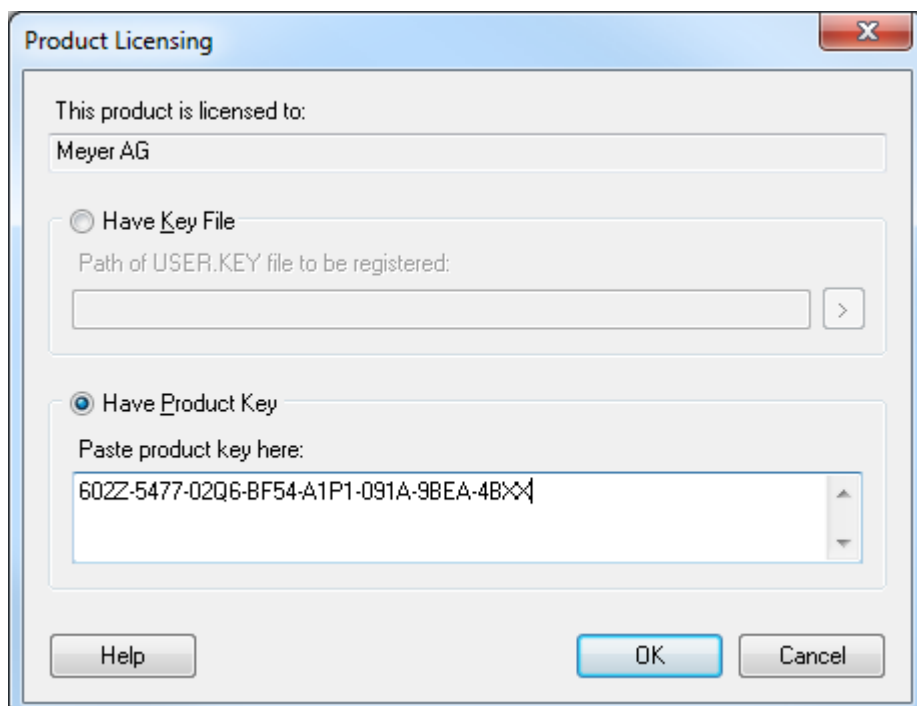 Product Licensing
This product is licensed to:
Meyer AG
Have Key File
Path of USER.KEY file to be registered:
>
Have Product Key
Paste product key here:
602Z-5477-02Q6-BF54-A1P1-091A-9BEA-4BXX
Help OK Cancel